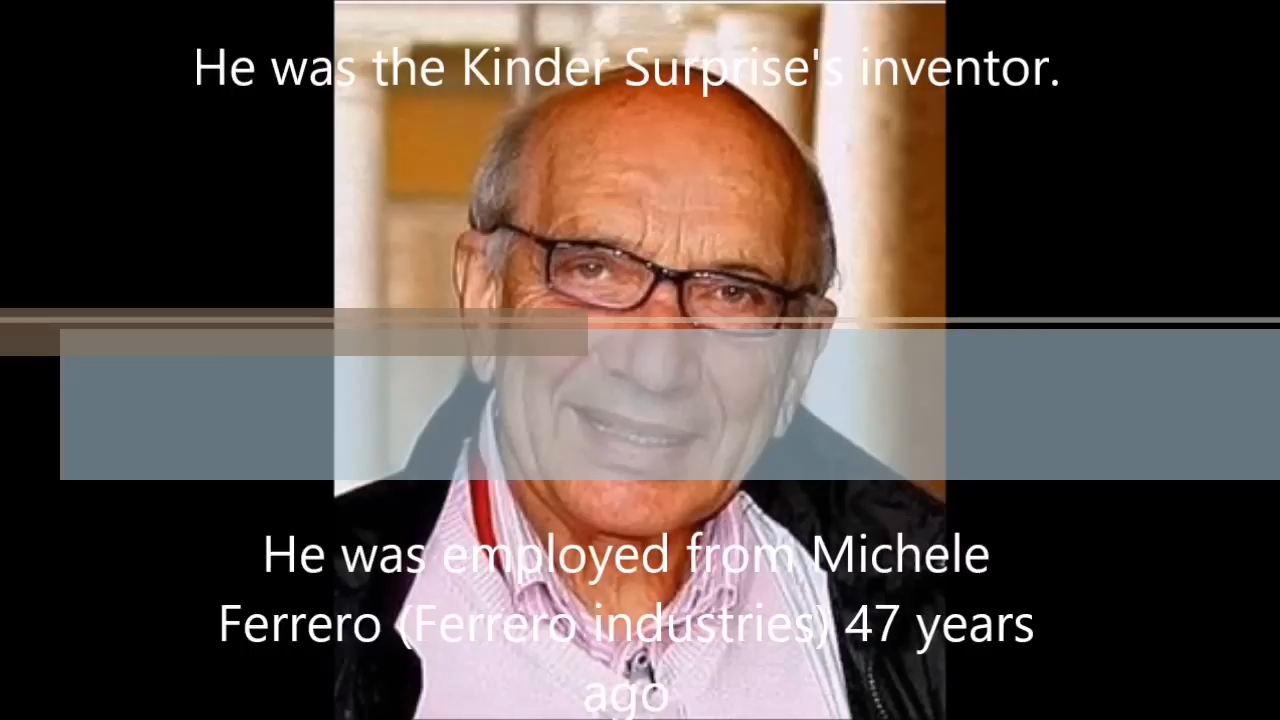 He was the Kinder Surprise's inventor.
He was employed from Michele
Ferrero (Ferrero industries) 47 years
ago